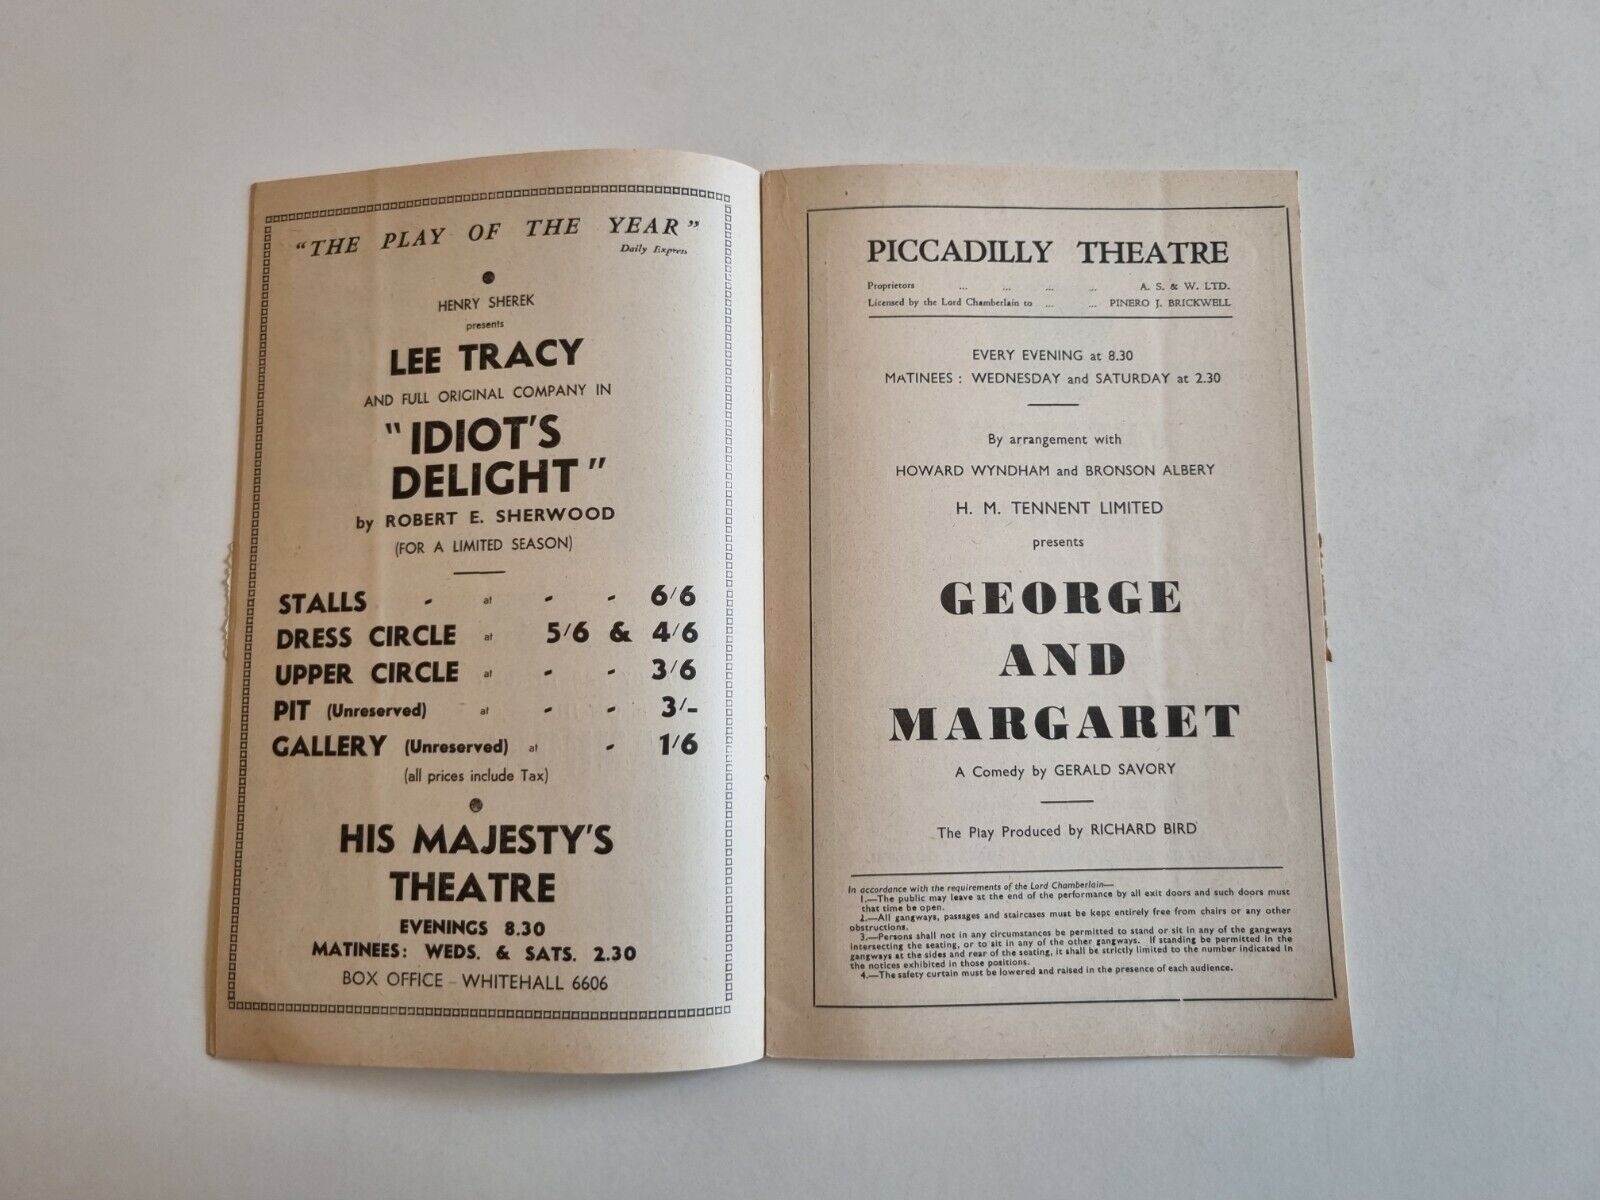 "THE PLAY OF THE YEAR"
Daily Express
HENRY SHEREK
presents
LEE TRACY
AND FULL ORIGINAL COMPANY IN
"IDIOT'S
DELIGHT"
by ROBERT E. SHERWOOD
(FOR A LIMITED SEASON)
STALLS - at - - 6/6
DRESS CIRCLE at 5/6 & 4/6
UPPER CIRCLE at - - 3/6
PIT (Unreserved) at - - 3/-
GALLERY (Unreserved) at - 1/6
(all prices include Tax)
HIS MAJESTY'S
THEATRE
EVENINGS 8.30
MATINEES: WEDS. & SATS. 2.30
BOX OFFICE - WHITEHALL 6606
PICCADILLY THEATRE
Proprietors ... ... ... ... A. S. & W. LTD.
Licensed by the Lord Chamberlain to ... ... PINERO J. BRICKWELL
EVERY EVENING at 8.30
MATINEES : WEDNESDAY and SATURDAY at 2.30
By arrangement with
HOWARD WYNDHAM and BRONSON ALBERY
H. M. TENNENT LIMITED
presents
GEORGE
AND
MARGARET
A Comedy by GERALD SAVORY
The Play Produced by RICHARD BIRD
In accordance with the requirements of the Lord Chamberlain—
1.—The public may leave at the end of the performance by all exit doors and such doors must
that time be open.
2.—All gangways, passages and staircases must be kept entirely free from chairs or any other
obstructions.
3.—Persons shall not in any circumstances be permitted to stand or sit in any of the gangways
intersecting the seating, or to sit in any of the other gangways. If standing be permitted in the
gangways at the sides and rear of the seating, it shall be strictly limited to the number indicated in
the notices exhibited in those positions.
4.—The safety curtain must be lowered and raised in the presence of each audience.